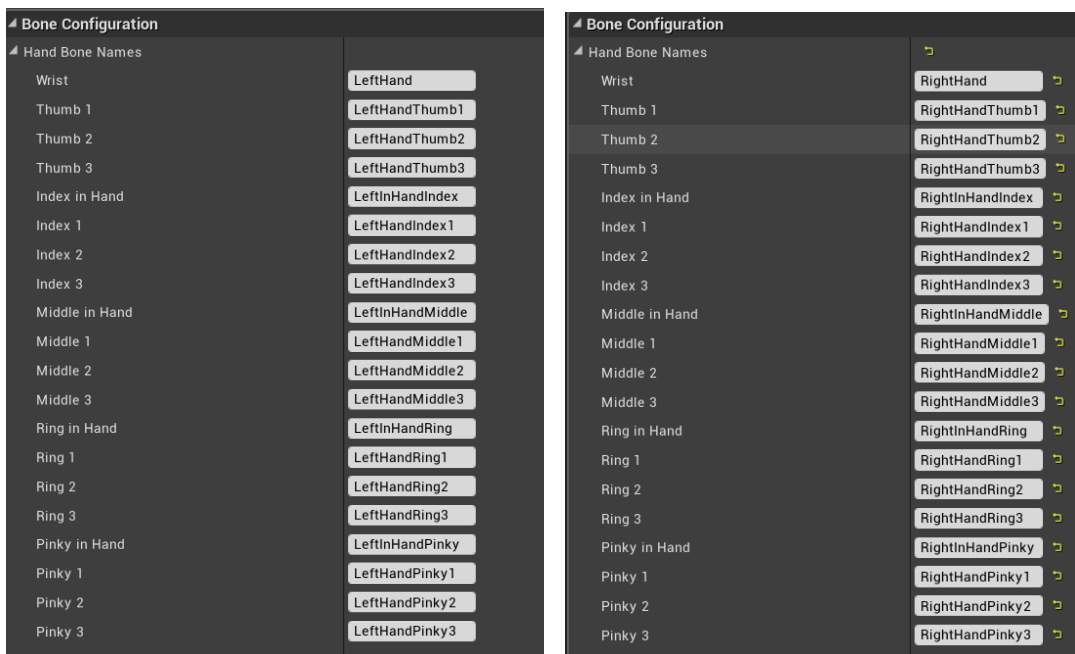 Bone Configuration
Hand Bone Names
Wrist LeftHand
Thumb 1 LeftHandThumb1
Thumb 2 LeftHandThumb2
Thumb 3 LeftHandThumb3
Index in Hand LeftInHandIndex
Index 1 LeftHandIndex1
Index 2 LeftHandIndex2
Index 3 LeftHandIndex3
Middle in Hand LeftInHandMiddle
Middle 1 LeftHandMiddle1
Middle 2 LeftHandMiddle2
Middle 3 LeftHandMiddle3
Ring in Hand LeftInHandRing
Ring 1 LeftHandRing1
Ring 2 LeftHandRing2
Ring 3 LeftHandRing3
Pinky in Hand LeftInHandPinky
Pinky 1 LeftHandPinky1
Pinky 2 LeftHandPinky2
Pinky 3 LeftHandPinky3
Bone Configuration
Hand Bone Names
Wrist RightHand
Thumb 1 RightHandThumb1
Thumb 2 RightHandThumb2
Thumb 3 RightHandThumb3
Index in Hand RightInHandIndex
Index 1 RightHandIndex1
Index 2 RightHandIndex2
Index 3 RightHandIndex3
Middle in Hand RightInHandMiddle
Middle 1 RightHandMiddle1
Middle 2 RightHandMiddle2
Middle 3 RightHandMiddle3
Ring in Hand RightInHandRing
Ring 1 RightHandRing1
Ring 2 RightHandRing2
Ring 3 RightHandRing3
Pinky in Hand RightInHandPinky
Pinky 1 RightHandPinky1
Pinky 2 RightHandPinky2
Pinky 3 RightHandPinky3